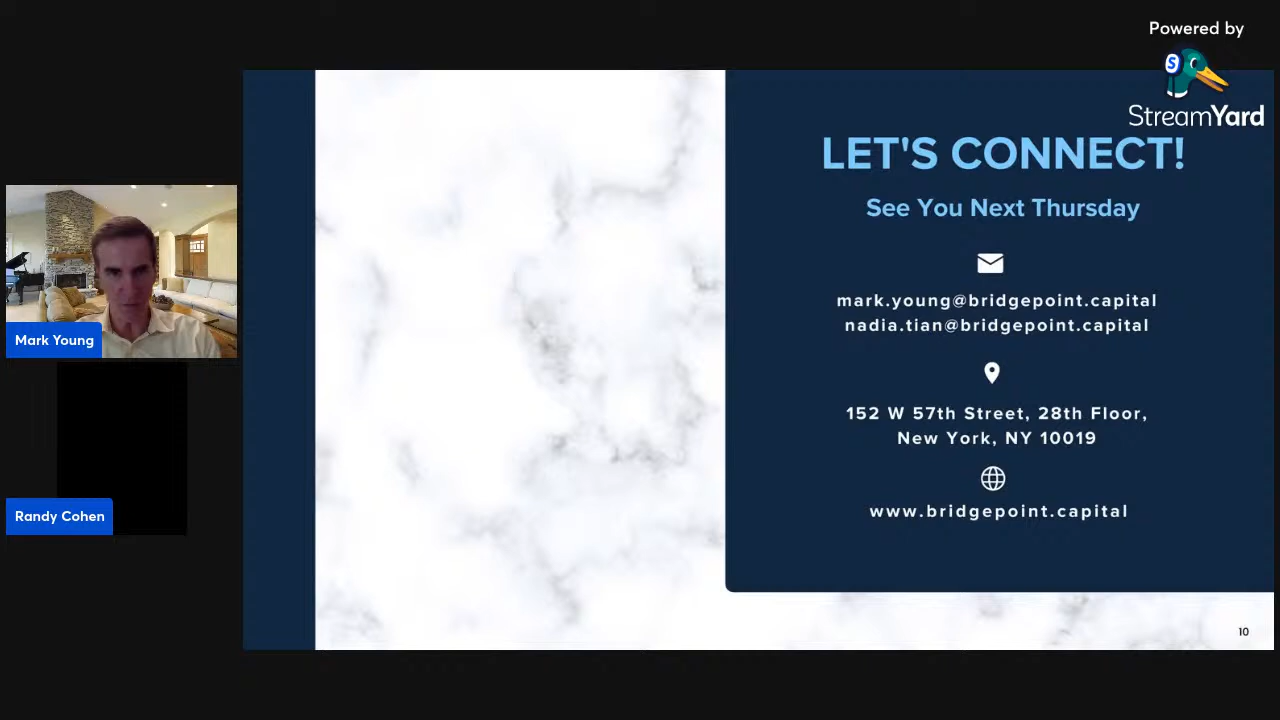 Powered by
S
StreamYard
LET'S CONNECT!
See You Next Thursday
mark.young@bridgepoint.capital
nadia.tian@bridgepoint.capital
Mark Young
152 W 57th Street, 28th Floor,
New York, NY 10019
www.bridgepoint.capital
Randy Cohen
10